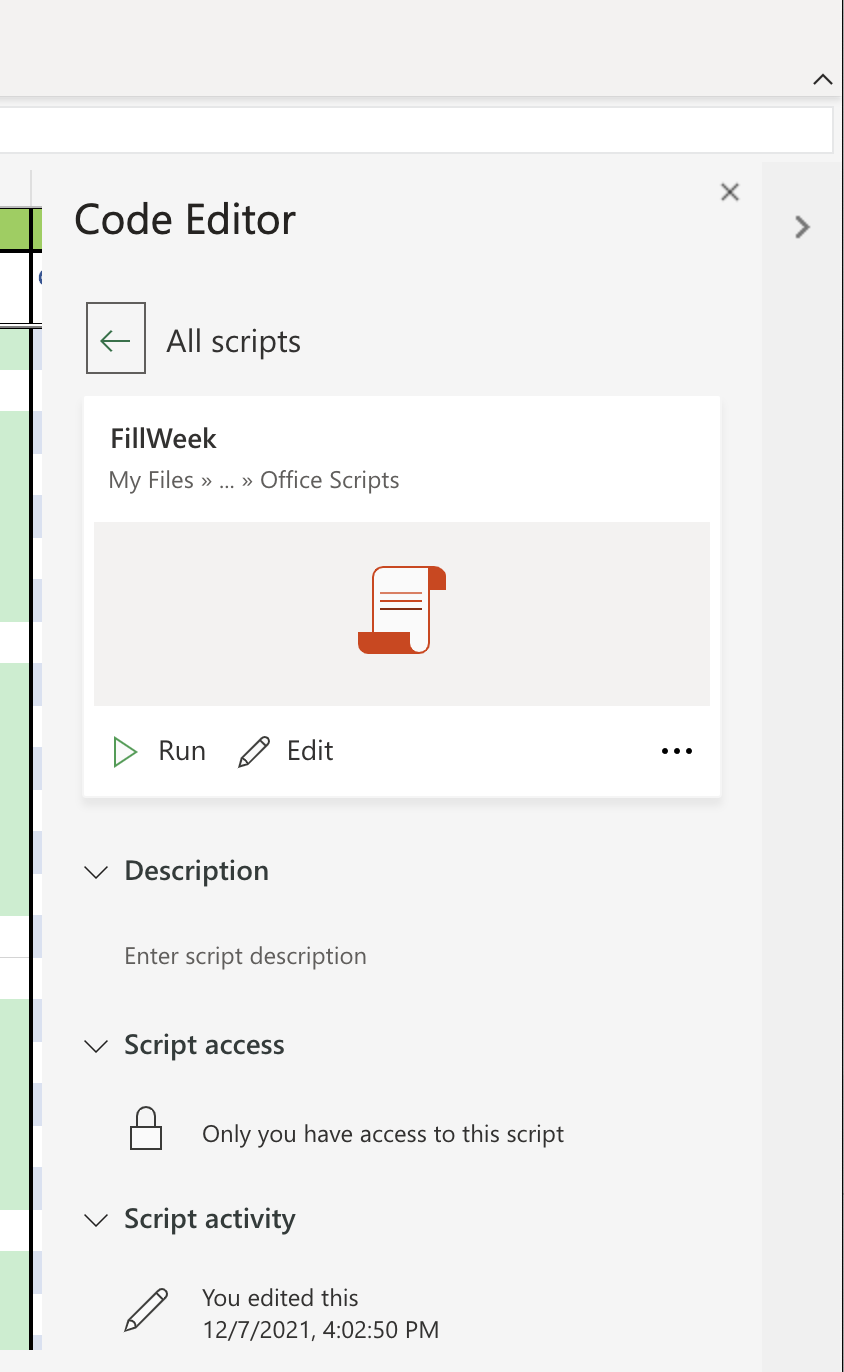 Code Editor
All scripts
FillWeek
My Files » ... » Office Scripts
Run Edit
Description
Enter script description
Script access
Only you have access to this script
Script activity
You edited this
12/7/2021, 4:02:50 PM